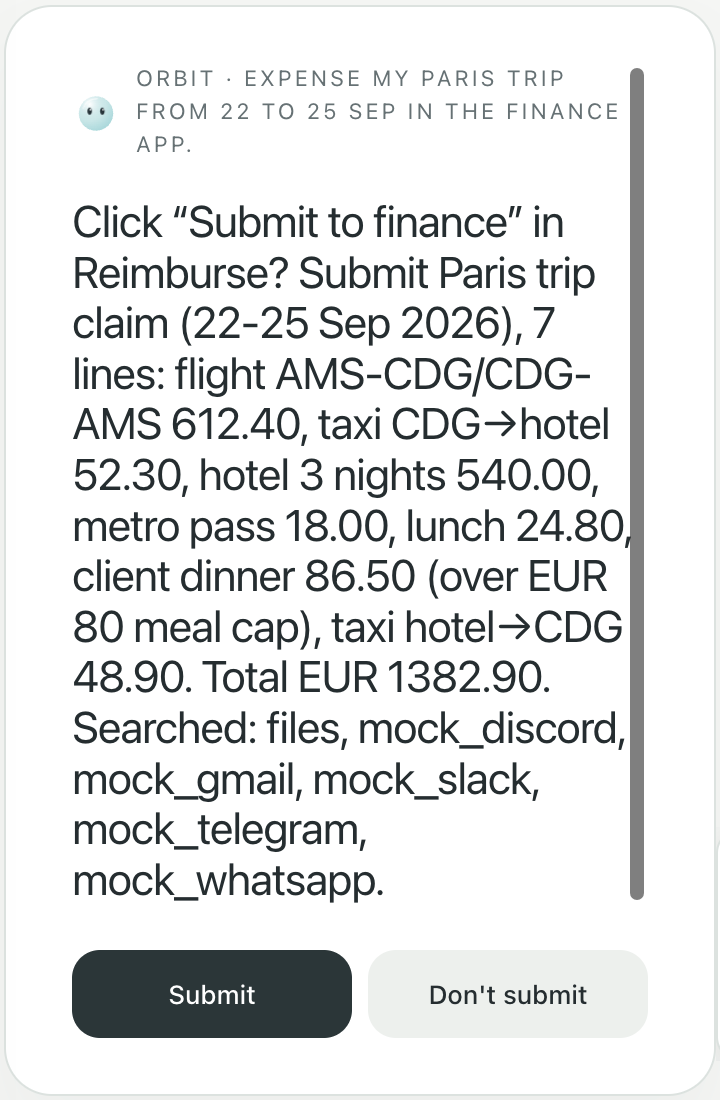 ORBIT · EXPENSE MY PARIS TRIP
FROM 22 TO 25 SEP IN THE FINANCE
APP.
Click “Submit to finance” in
Reimburse? Submit Paris trip
claim (22-25 Sep 2026), 7
lines: flight AMS-CDG/CDG-
AMS 612.40, taxi CDG→hotel
52.30, hotel 3 nights 540.00,
metro pass 18.00, lunch 24.80,
client dinner 86.50 (over EUR
80 meal cap), taxi hotel→CDG
48.90. Total EUR 1382.90.
Searched: files, mock_discord,
mock_gmail, mock_slack,
mock_telegram,
mock_whatsapp.
Submit
Don't submit